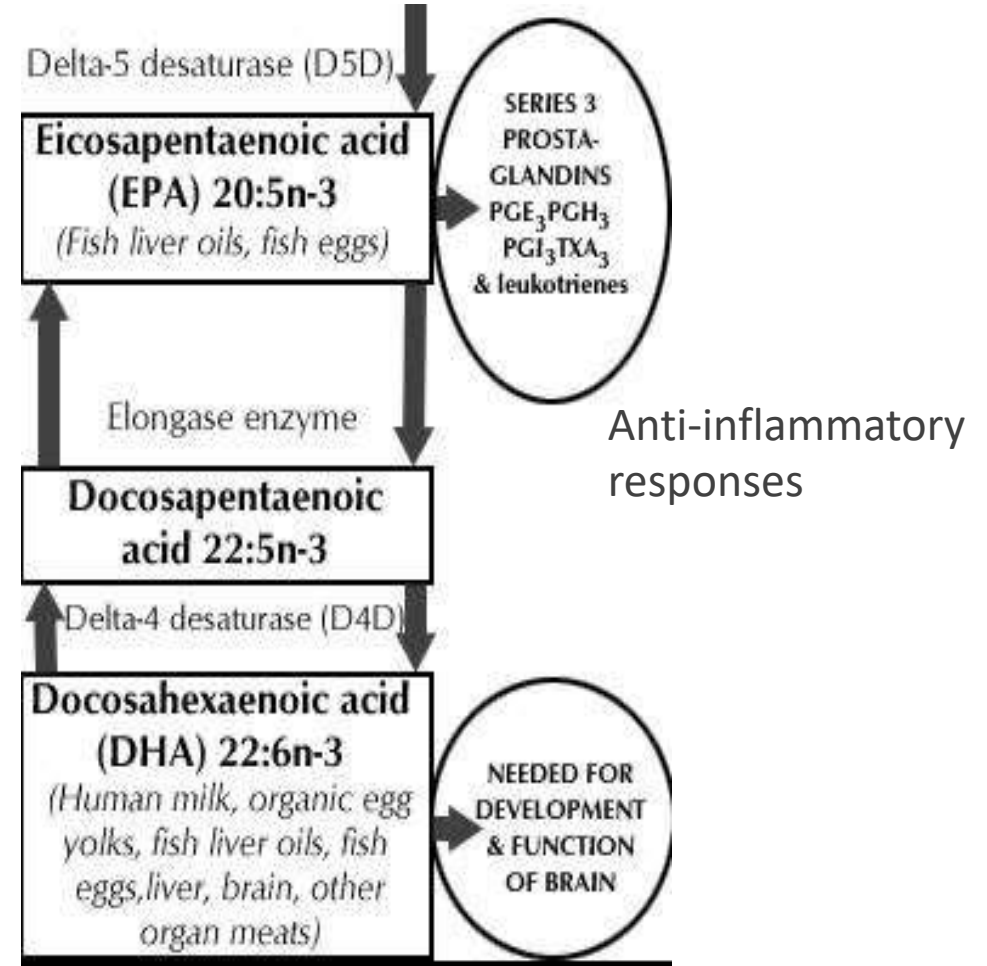 Delta-5 desaturase (D5D)
Eicosapentaenoic acid
(EPA) 20:5n-3
(Fish liver oils, fish eggs)
SERIES 3
PROSTA-
GLANDINS
PGE₃PGH₃
PGI₃TXA₃
& leukotrienes
Elongase enzyme
Anti-inflammatory
responses
Docosapentaenoic
acid 22:5n-3
Delta-4 desaturase (D4D)
Docosahexaenoic acid
(DHA) 22:6n-3
(Human milk, organic egg
yolks, fish liver oils, fish
eggs,liver, brain, other
organ meats)
NEEDED FOR
DEVELOPMENT
& FUNCTION
OF BRAIN